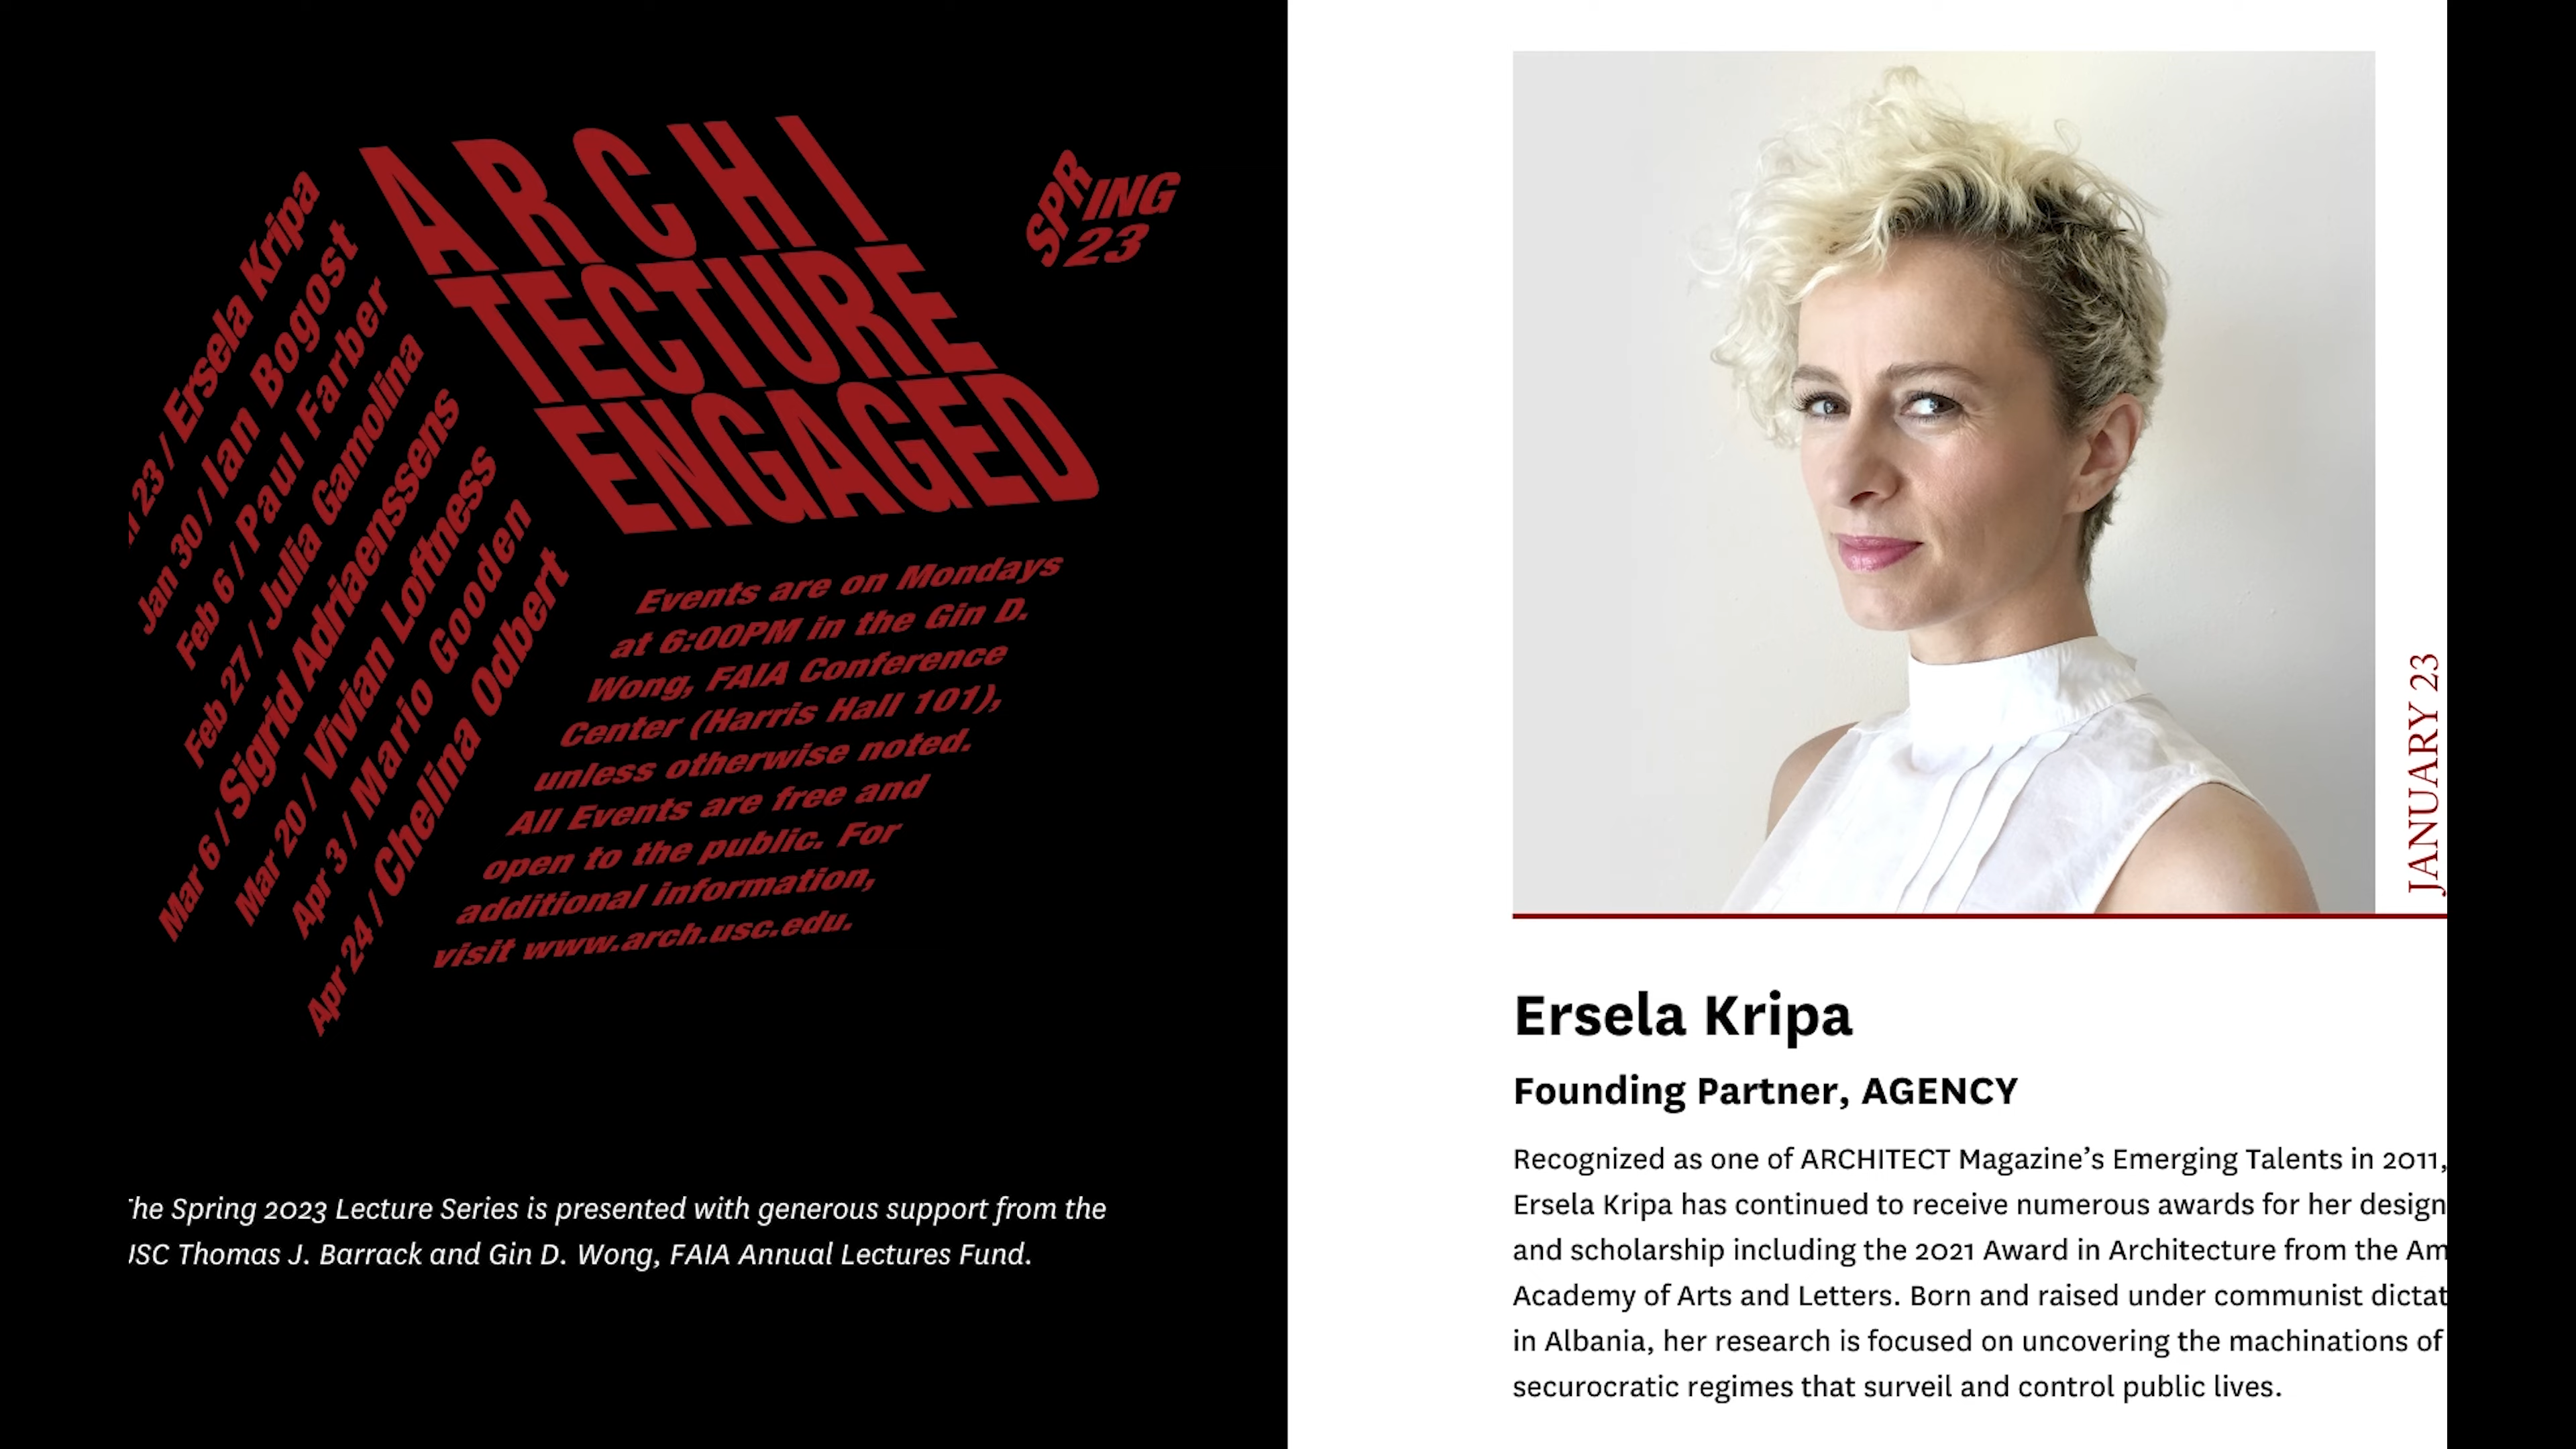 23 / Ersela Kripa
Jan 30 / Ian Bogost
Feb 6 / Paul Farber
Feb 27 / Julia Gamolina
Mar 6 / Sigrid Adriaenssens
Mar 20 / Vivian Loftness
Apr 3 / Mario Gooden
Apr 24 / Chelina Odbert
ARCHI
TECTURE
ENGAGED
SPRING
23
Events are on Mondays
at 6:00PM in the Gin D.
Wong, FAIA Conference
Center (Harris Hall 101),
unless otherwise noted.
All Events are free and
open to the public. For
additional information,
visit www.arch.usc.edu.
he Spring 2023 Lecture Series is presented with generous support from the
SC Thomas J. Barrack and Gin D. Wong, FAIA Annual Lectures Fund.
JANUARY 23
Ersela Kripa
Founding Partner, AGENCY
Recognized as one of ARCHITECT Magazine’s Emerging Talents in 2011,
Ersela Kripa has continued to receive numerous awards for her design
and scholarship including the 2021 Award in Architecture from the Am
Academy of Arts and Letters. Born and raised under communist dictat
in Albania, her research is focused on uncovering the machinations of
securocratic regimes that surveil and control public lives.